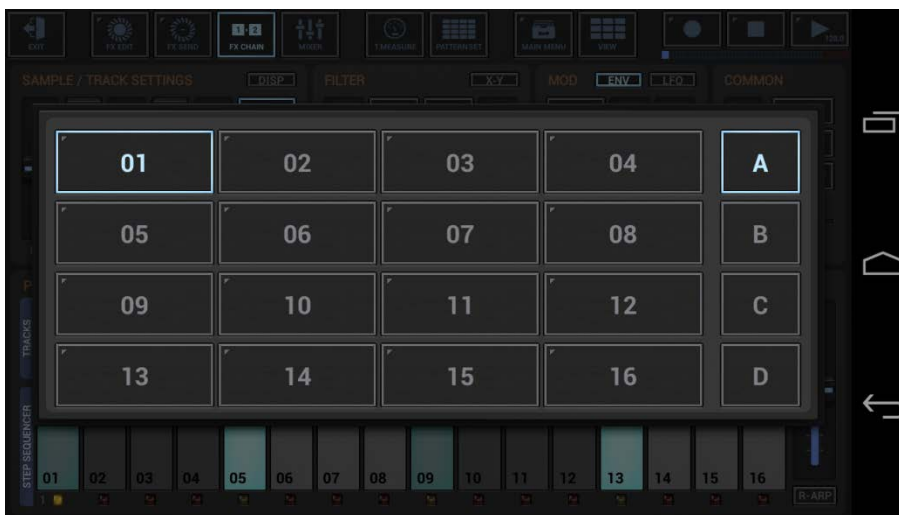 EXIT FX EDIT FX SEND FX CHAIN MIXER T.MEASURE PATTERN SET MAIN MENU VIEW 128.0
SAMPLE / TRACK SETTINGS DISP FILTER X-Y MOD ENV LFO COMMON
01 02 03 04 A
05 06 07 08 B
09 10 11 12 C
13 14 15 16 D
TRACKS
STEP SEQUENCER
01 02 03 04 05 06 07 08 09 10 11 12 13 14 15 16
1 R-ARP